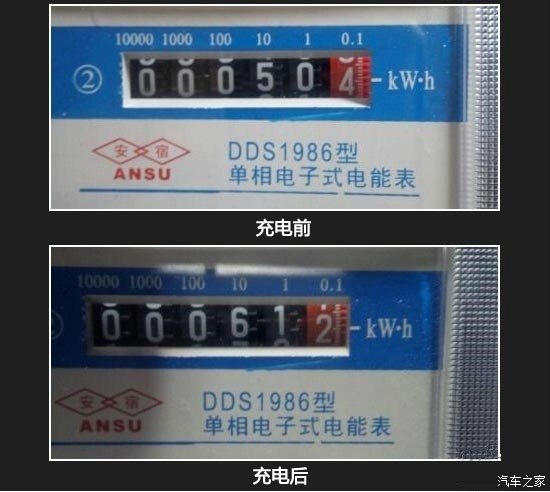 10000 1000 100 10 1 0.1
② 000504 kW·h
安宿 DDS1986型
ANSU 单相电子式电能表
充电前
10000 1000 100 10 1 0.1
000612 kW·h
安宿 DDS1986型
ANSU 单相电子式电能表
充电后
汽车之家